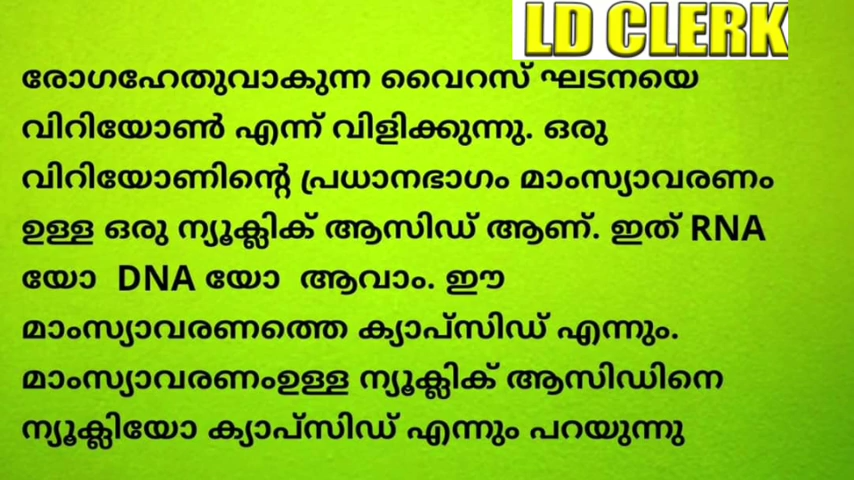 LD CLERK
രോഗഹേതുവാകുന്ന വൈറസ് ഘടനയെ
വിറിയോൺ എന്ന് വിളിക്കുന്നു. ഒരു
വിറിയോണിന്റെ പ്രധാനഭാഗം മാംസ്യാവരണം
ഉള്ള ഒരു ന്യൂക്ലിക് ആസിഡ് ആണ്. ഇത് RNA
യോ DNA യോ ആവാം. ഈ
മാംസ്യാവരണത്തെ ക്യാപ്സിഡ് എന്നും.
മാംസ്യാവരണംഉള്ള ന്യൂക്ലിക് ആസിഡിനെ
ന്യൂക്ലിയോ ക്യാപ്സിഡ് എന്നും പറയുന്നു